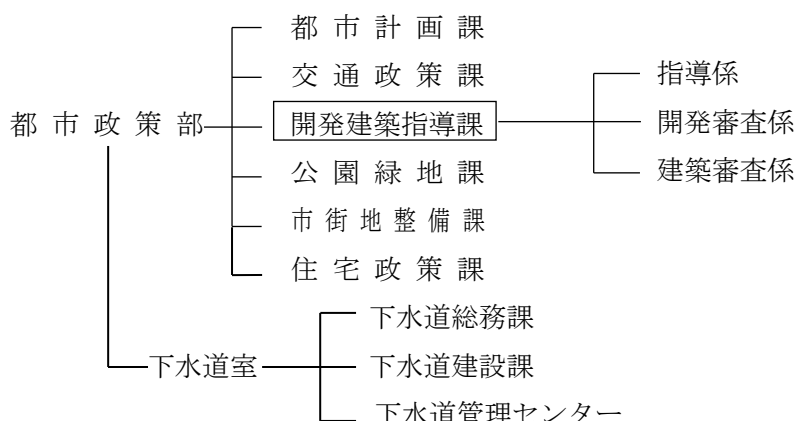 都市計画課
交通政策課
指導係
都市政策部
開発建築指導課
開発審査係
公園緑地課
建築審査係
市街地整備課
住宅政策課
下水道総務課
下水道室
下水道建設課
下水道管理センター